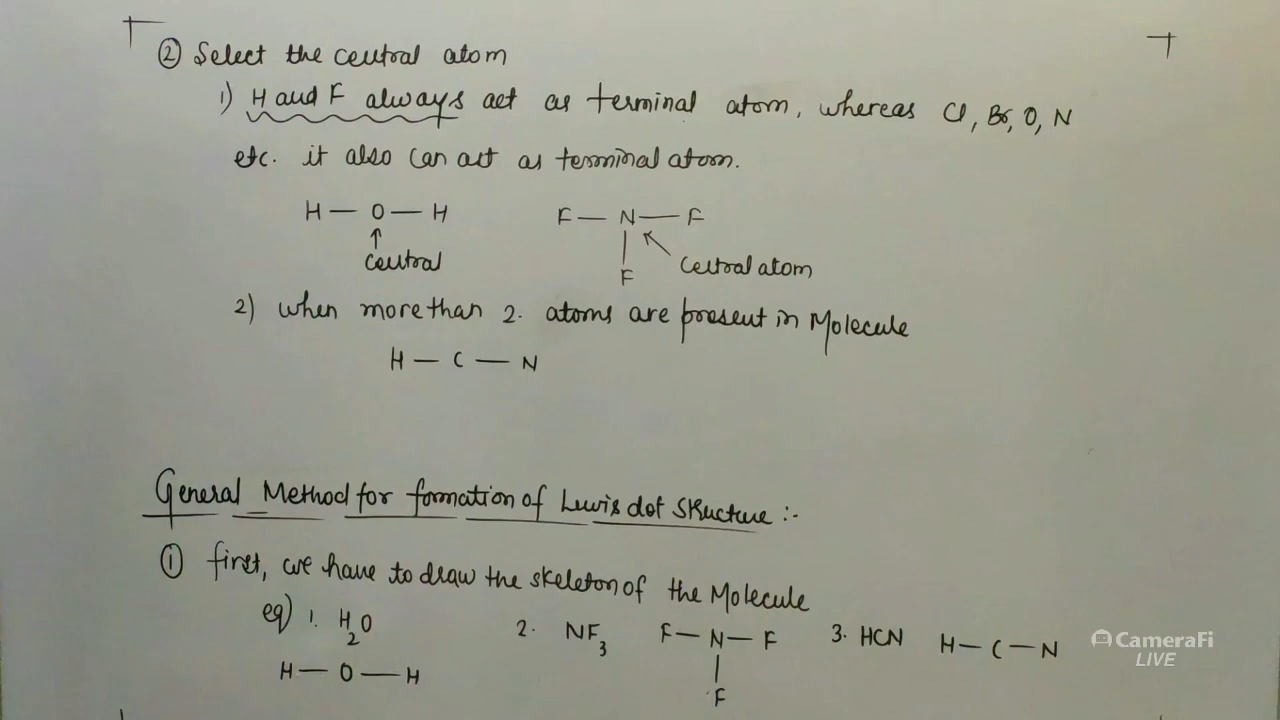 ② Select the central atom
1) H and F always act as terminal atom, whereas Cl, Br, O, N
etc. it also can act as terminal atom.
H — O — H F — N — F
↑
central
|
F
Central atom
2) when more than 2. atoms are present in Molecule
H — C — N
General Method for formation of Lewis dot structure :-
① first, we have to draw the skeleton of the Molecule
eg) 1. H2O 2. NF3 F — N — F 3. HCN H — C — N
H — O — H
|
F
CameraFi
LIVE